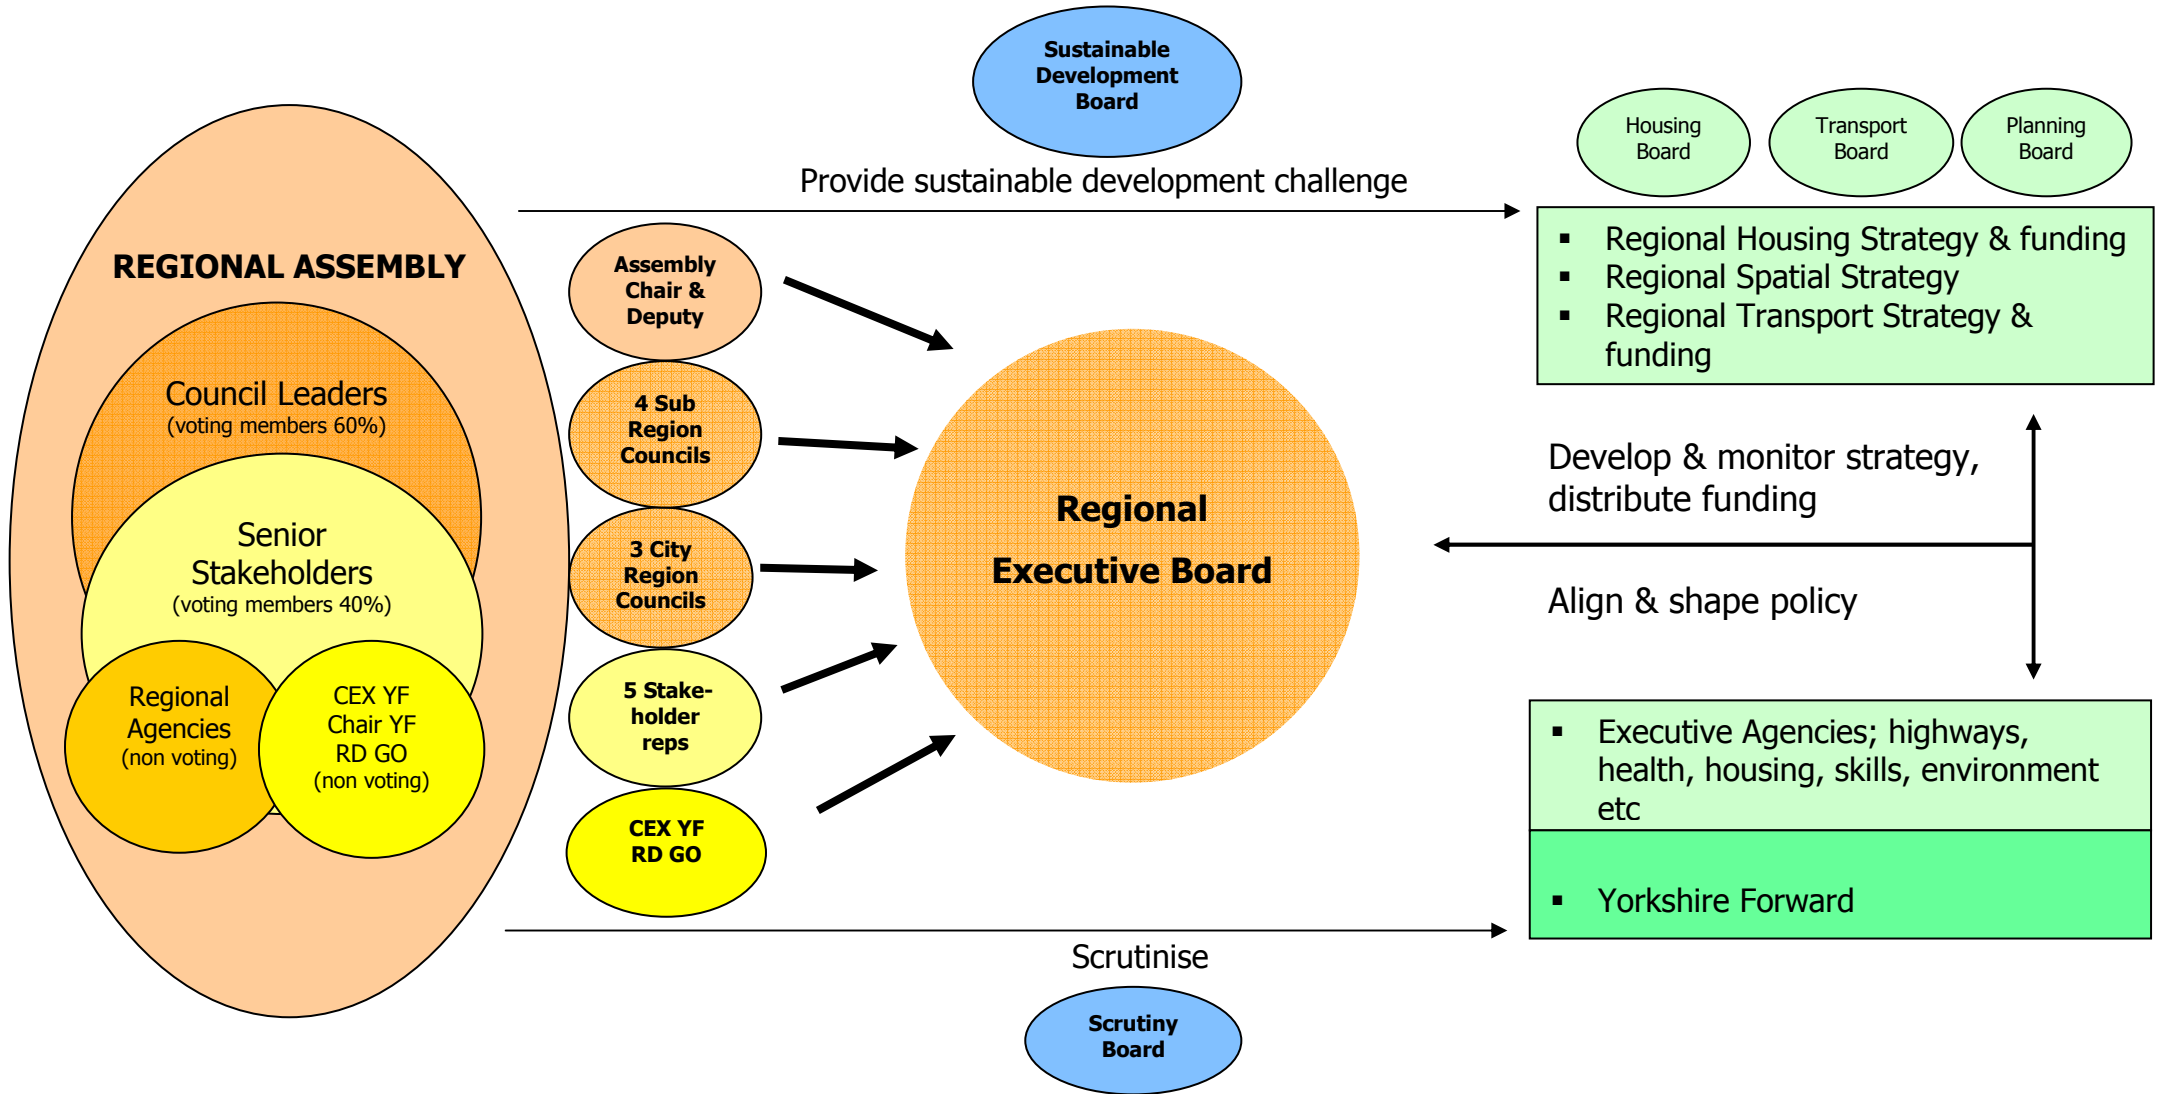 Sustainable
Development
Board
Housing
Board
Transport
Board
Planning
Board
Provide sustainable development challenge
REGIONAL ASSEMBLY
Council Leaders
(voting members 60%)
Senior
Stakeholders
(voting members 40%)
Regional
Agencies
(non voting)
CEX YF
Chair YF
RD GO
(non voting)
Assembly
Chair &
Deputy
4 Sub
Region
Councils
3 City
Region
Councils
5 Stake-
holder
reps
CEX YF
RD GO
Regional
Executive Board
▪ Regional Housing Strategy & funding
▪ Regional Spatial Strategy
▪ Regional Transport Strategy &
funding
Develop & monitor strategy,
distribute funding
Align & shape policy
▪ Executive Agencies; highways,
health, housing, skills, environment
etc
▪ Yorkshire Forward
Scrutinise
Scrutiny
Board